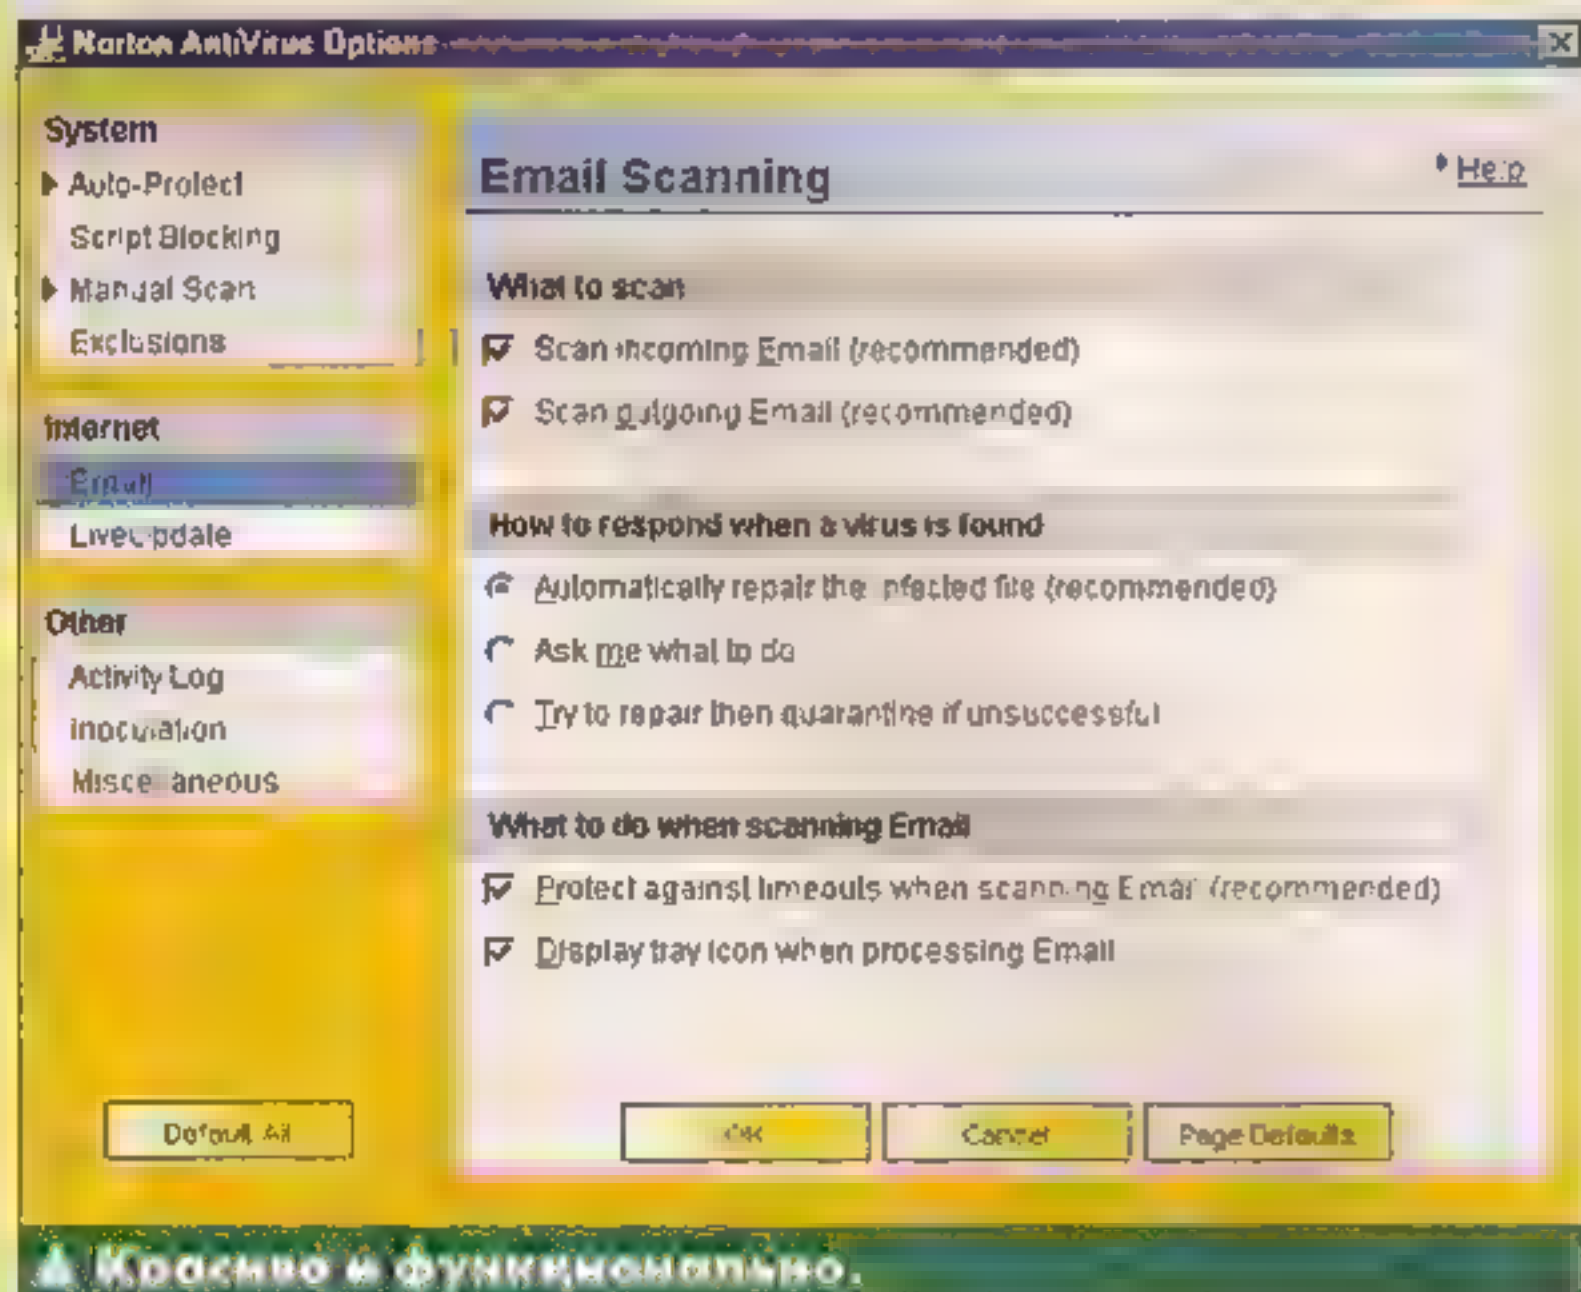 Norton AntiVirus Options
System
Auto-Protect
Script Blocking
Manual Scan
Exclusions
Internet
Email
LiveUpdate
Other
Activity Log
Inoculation
Miscellaneous
Default All
Email Scanning
Help
What to scan
Scan incoming Email (recommended)
Scan outgoing Email (recommended)
How to respond when a virus is found
Automatically repair the infected file (recommended)
Ask me what to do
Try to repair then quarantine if unsuccessful
What to do when scanning Email
Protect against timeouts when scanning Email (recommended)
Display tray icon when processing Email
OK
Cancel
Page Defaults
▲ Красиво и функционально.